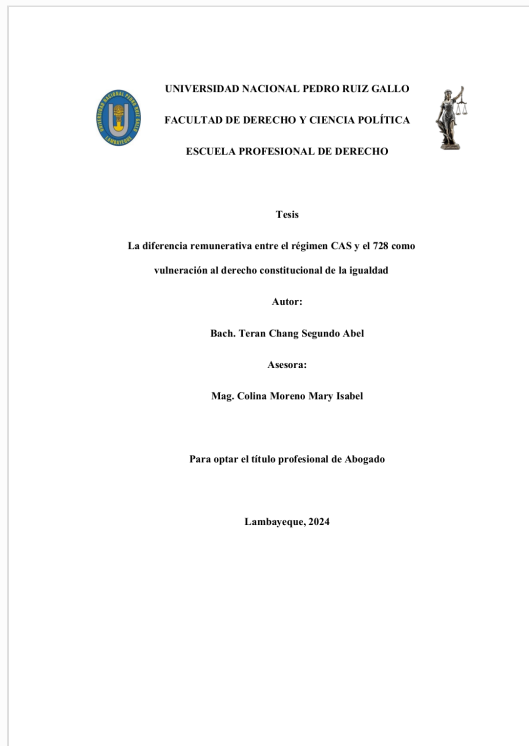 UNIVERSIDAD NACIONAL PEDRO RUIZ GALLO
FACULTAD DE DERECHO Y CIENCIA POLÍTICA
ESCUELA PROFESIONAL DE DERECHO
Tesis
La diferencia remunerativa entre el régimen CAS y el 728 como
vulneración al derecho constitucional de la igualdad
Autor:
Bach. Teran Chang Segundo Abel
Asesora:
Mag. Colina Moreno Mary Isabel
Para optar el título profesional de Abogado
Lambayeque, 2024